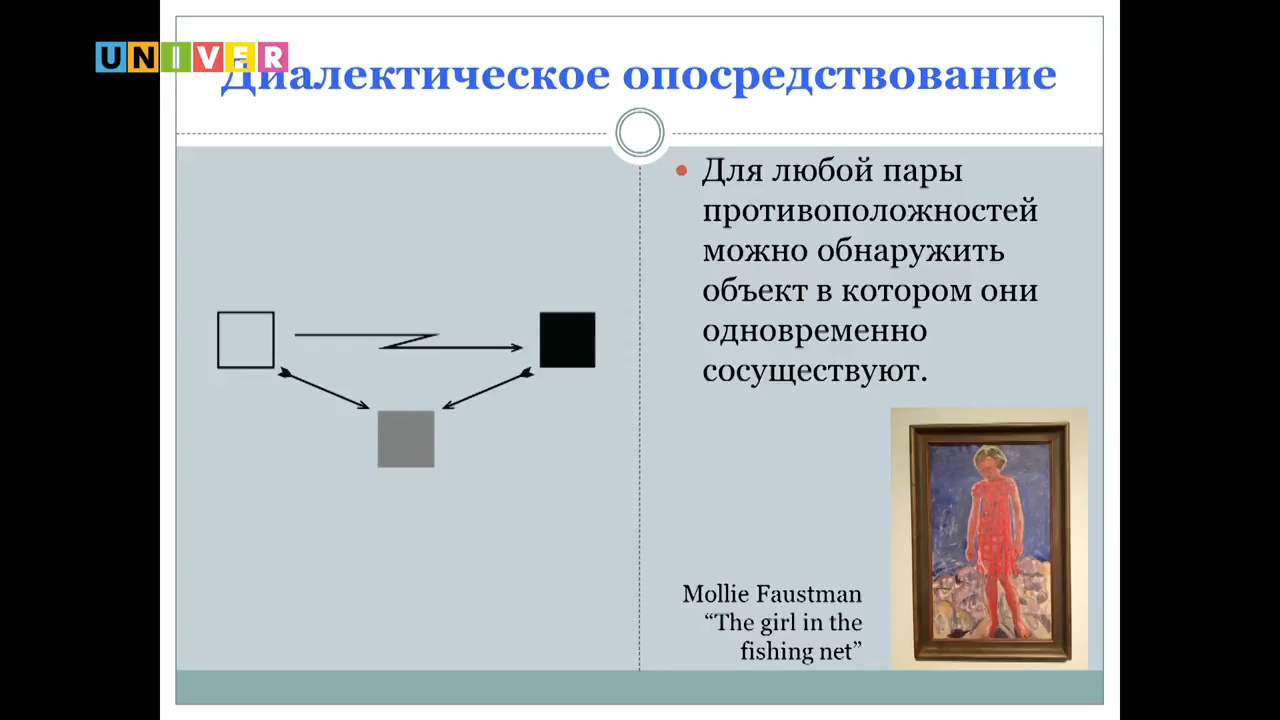 UNIVER
Диалектическое опосредствование
Для любой пары
противоположностей
можно обнаружить
объект в котором они
одновременно
сосуществуют.
Mollie Faustman
“The girl in the
fishing net”